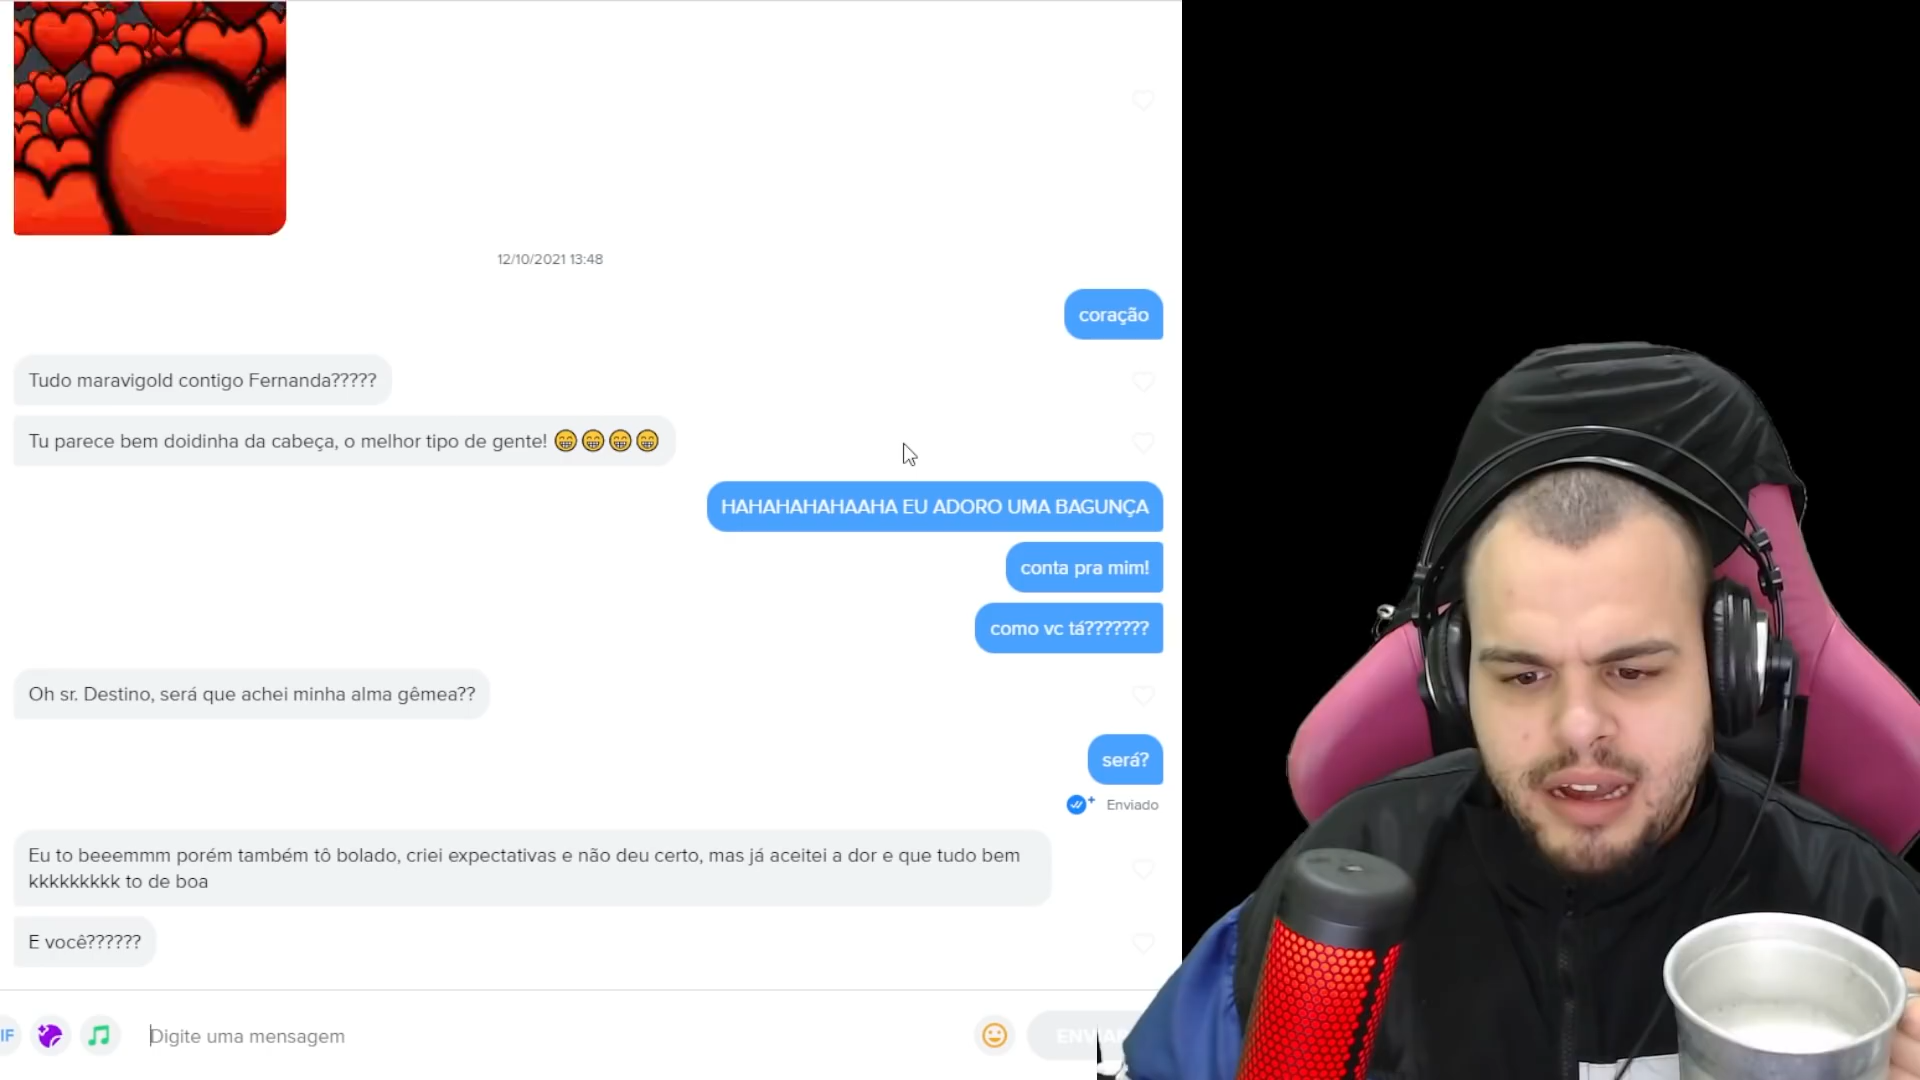 12/10/2021 13:48
coração
Tudo maravigold contigo Fernanda?????
Tu parece bem doidinha da cabeça, o melhor tipo de gente! 😁😁😁😁
HAHAHAHAHAAHA EU ADORO UMA BAGUNÇA
conta pra mim!
como vc tá???????
Oh sr. Destino, será que achei minha alma gêmea??
será?
Enviado
Eu to beeemmm porém também tô bolado, criei expectativas e não deu certo, mas já aceitei a dor e que tudo bem
kkkkkkkkk to de boa
E você??????
IF
Digite uma mensagem
ENVIA